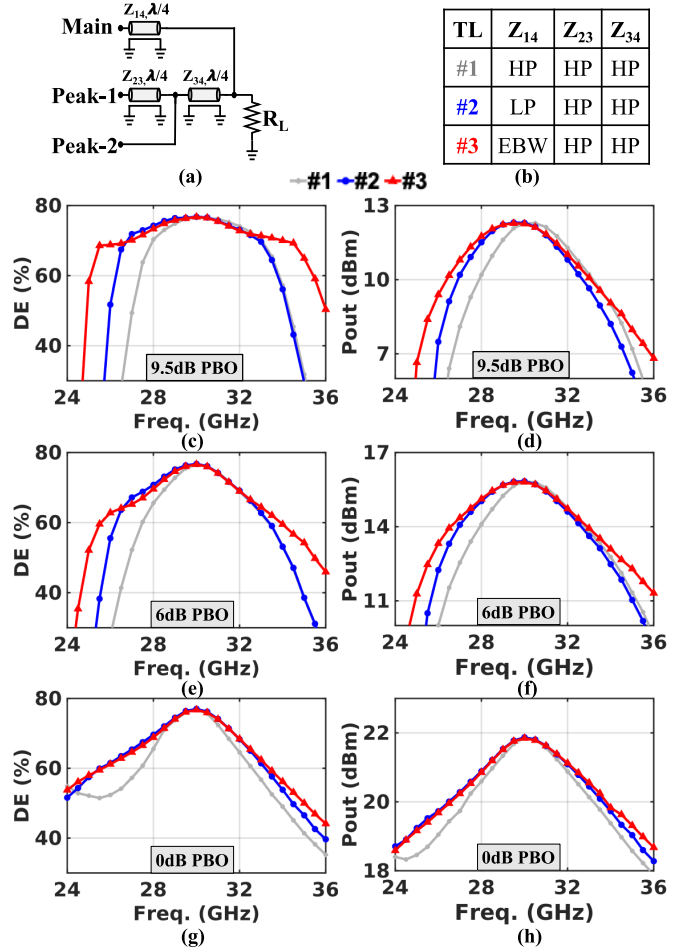 Z14,λ/4
Main
Z23,λ/4 Z34,λ/4
Peak-1
RL
Peak-2
(a)
TL Z14 Z23 Z34
#1 HP HP HP
#2 LP HP HP
#3 EBW HP HP
(b)
#1 #2 #3
80
60
40
DE (%)
9.5dB PBO
24 28 32 36
Freq. (GHz)
(c)
13
10
7
Pout (dBm)
9.5dB PBO
24 28 32 36
Freq. (GHz)
(d)
80
60
40
DE (%)
6dB PBO
24 28 32 36
Freq. (GHz)
(e)
17
15
11
Pout (dBm)
6dB PBO
24 28 32 36
Freq. (GHz)
(f)
80
60
40
DE (%)
0dB PBO
24 28 32 36
Freq. (GHz)
(g)
22
20
18
Pout (dBm)
0dB PBO
24 28 32 36
Freq. (GHz)
(h)